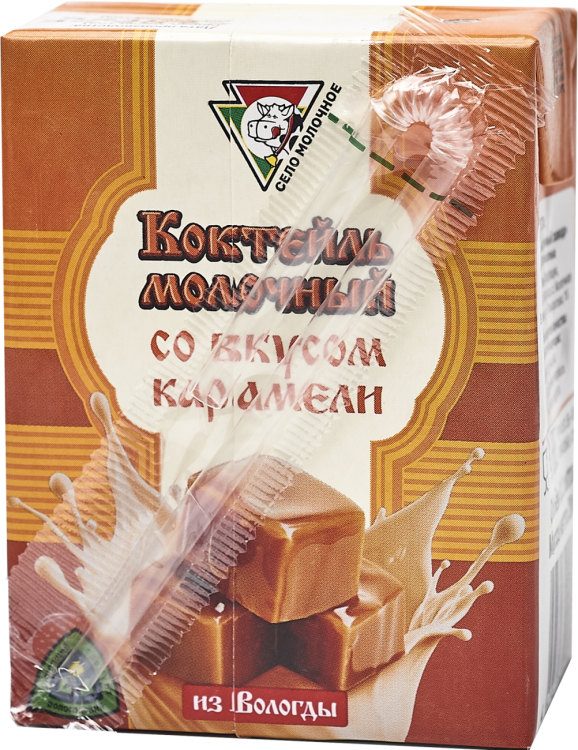 СЕЛО МОЛОЧНОЕ
Коктейль
молочный
со вкусом
карамели
из Вологды